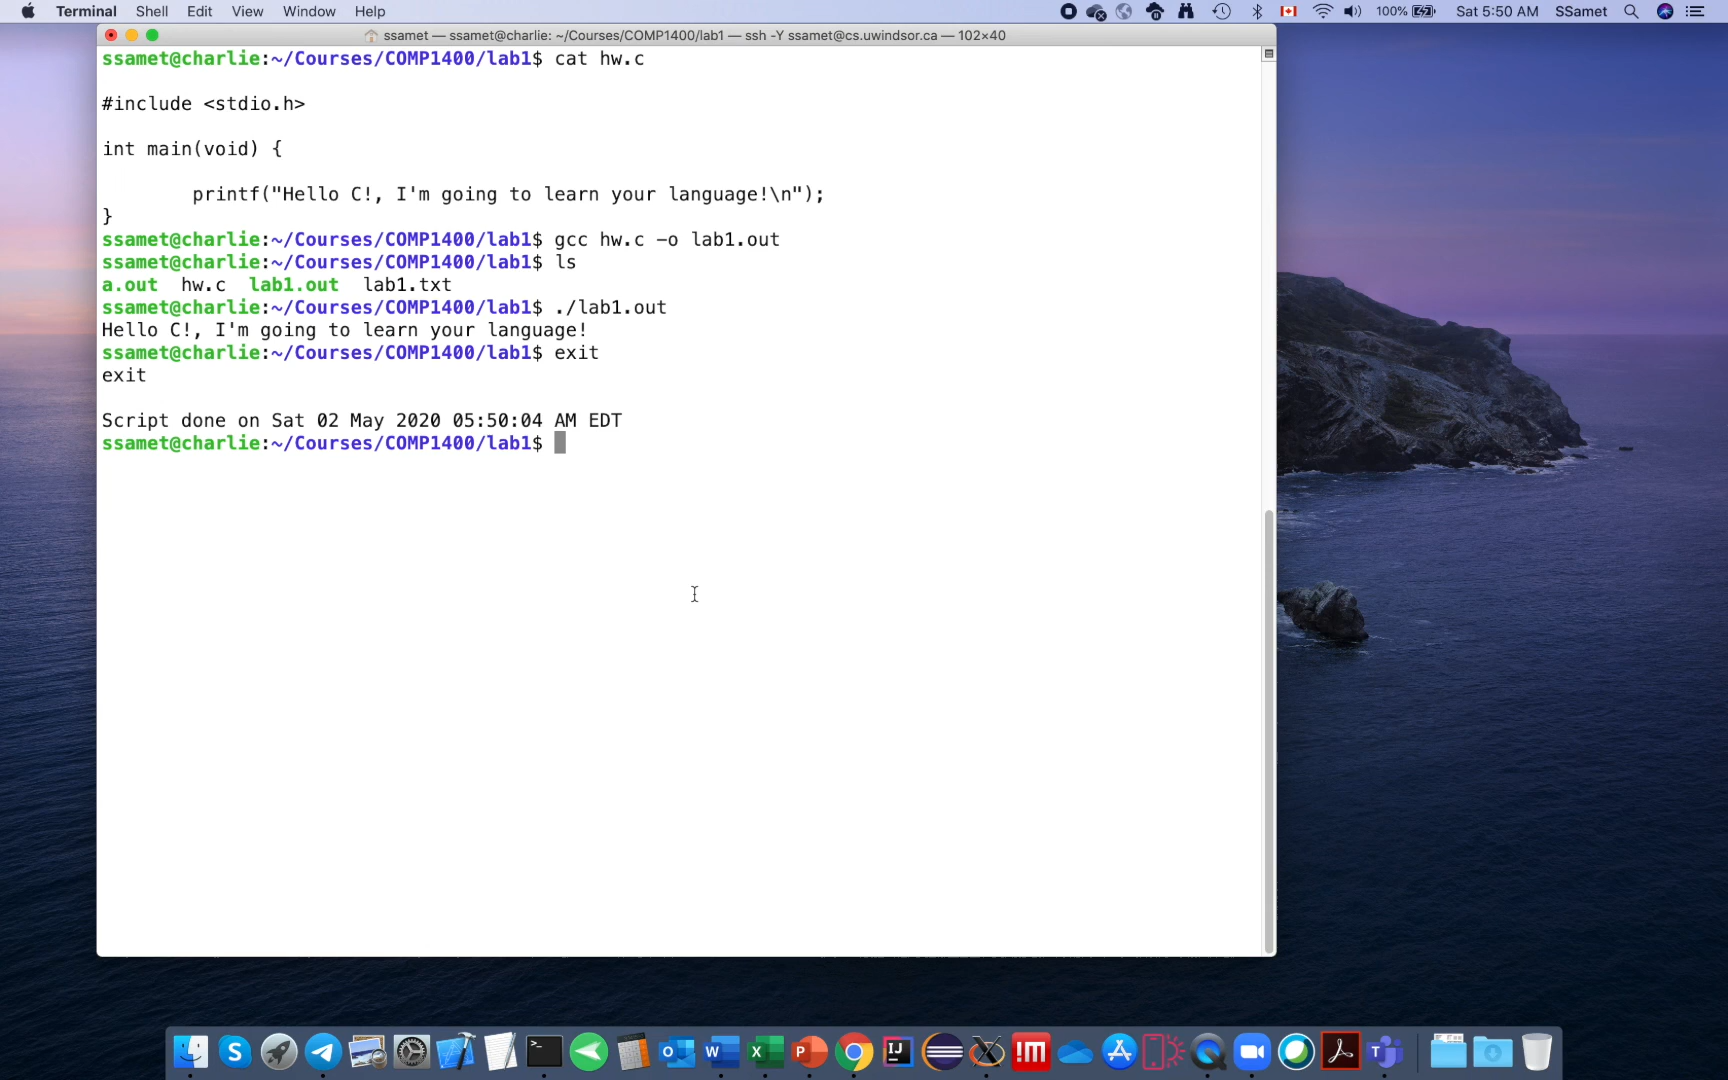 Terminal Shell Edit View Window Help 100% Sat 5:50 AM SSamet
ssamet — ssamet@charlie: ~/Courses/COMP1400/lab1 — ssh -Y ssamet@cs.uwindsor.ca — 102×40
ssamet@charlie:~/Courses/COMP1400/lab1$ cat hw.c
#include <stdio.h>
int main(void) {
printf("Hello C!, I'm going to learn your language!\n");
}
ssamet@charlie:~/Courses/COMP1400/lab1$ gcc hw.c -o lab1.out
ssamet@charlie:~/Courses/COMP1400/lab1$ ls
a.out hw.c lab1.out lab1.txt
ssamet@charlie:~/Courses/COMP1400/lab1$ ./lab1.out
Hello C!, I'm going to learn your language!
ssamet@charlie:~/Courses/COMP1400/lab1$ exit
exit
Script done on Sat 02 May 2020 05:50:04 AM EDT
ssamet@charlie:~/Courses/COMP1400/lab1$